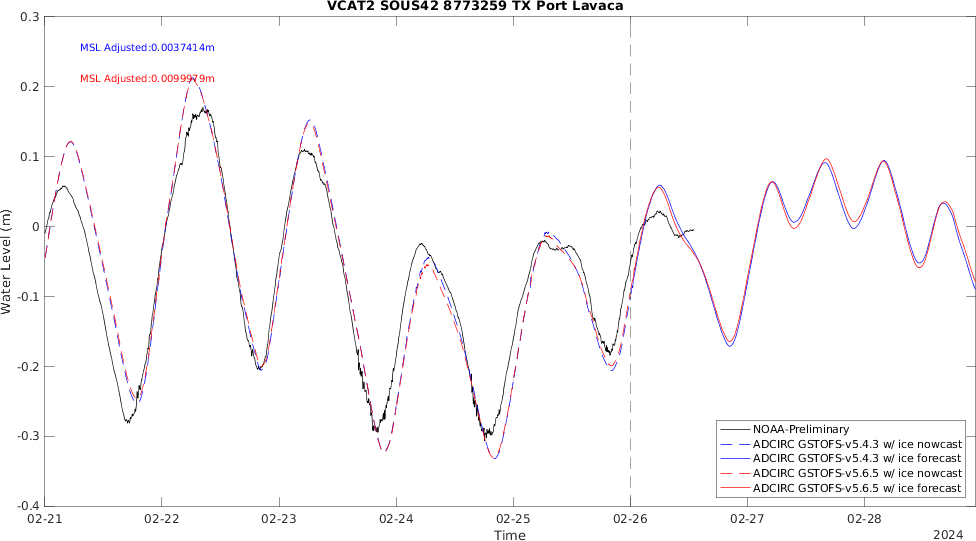 VCAT2 SOUS42 8773259 TX Port Lavaca
0.3
MSL Adjusted:0.0037414m
MSL Adjusted:0.0099979m
0.2
0.1
0
-0.1
-0.2
-0.3
-0.4
Water Level (m)
NOAA-Preliminary
ADCIRC GSTOFS-v5.4.3 w/ ice nowcast
ADCIRC GSTOFS-v5.4.3 w/ ice forecast
ADCIRC GSTOFS-v5.6.5 w/ ice nowcast
ADCIRC GSTOFS-v5.6.5 w/ ice forecast
02-21 02-22 02-23 02-24 02-25 02-26 02-27 02-28
Time
2024